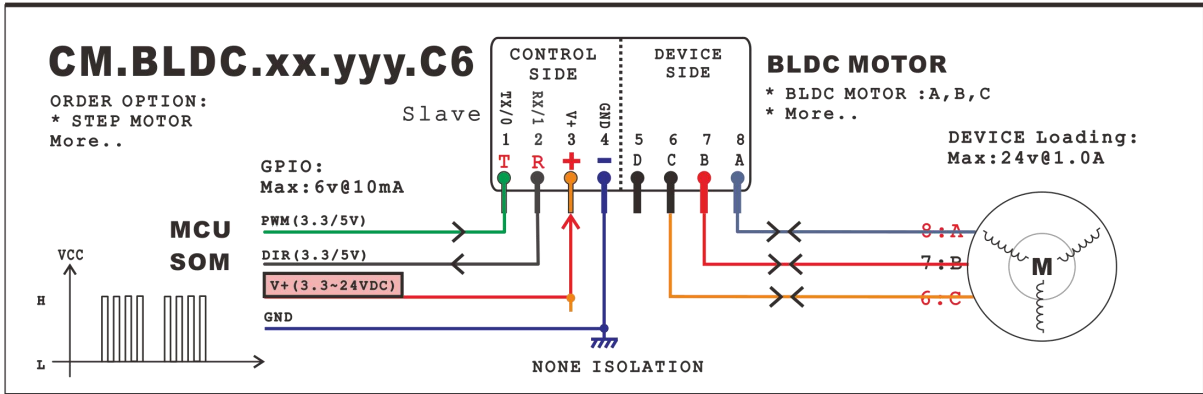 CM.BLDC.xx.yyy.C6
ORDER OPTION:
* STEP MOTOR
More..
Slave
CONTROL
SIDE
DEVICE
SIDE
TX/0
RX/1
V+
GND
1 2 3 4 5 6 7 8
T R + - D C B A
BLDC MOTOR
* BLDC MOTOR :A,B,C
* More..
DEVICE Loading:
Max:24v@1.0A
GPIO:
Max:6v@10mA
MCU
SOM
PWM(3.3/5V)
DIR(3.3/5V)
V+(3.3~24VDC)
GND
VCC
H
L
8:A
7:B
6:C
M
NONE ISOLATION